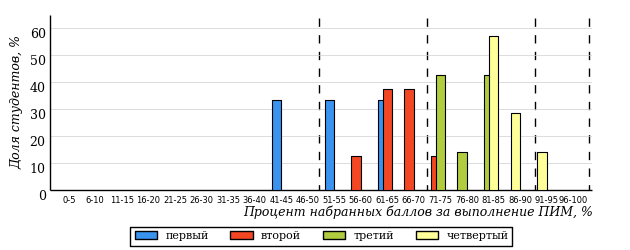 Доля студентов, %
60
50
40
30
20
10
0
0-5 6-10 11-15 16-20 21-25 26-30 31-35 36-40 41-45 46-50 51-55 56-60 61-65 66-70 71-75 76-80 81-85 86-90 91-95 96-100
Процент набранных баллов за выполнение ПИМ, %
первый второй третий четвертый